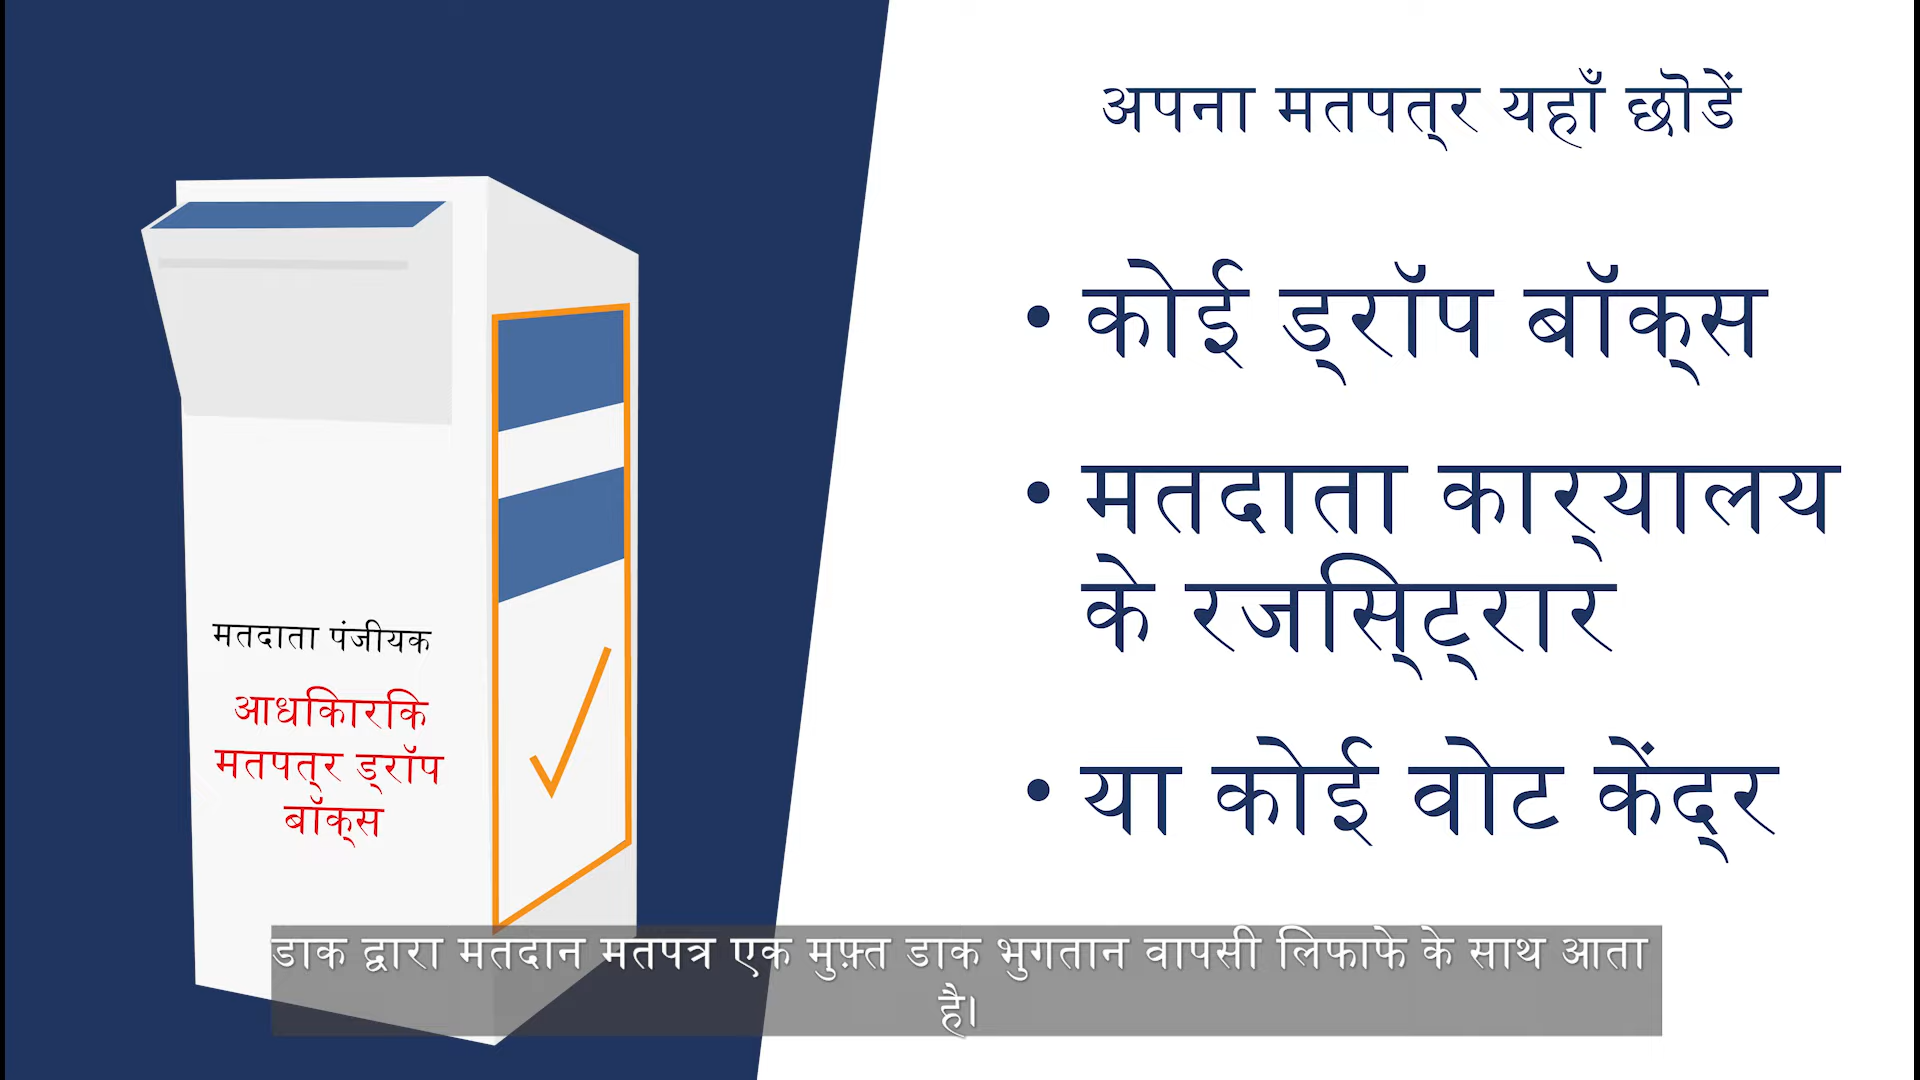 अपना मतपत्र यहाँ छोडें
• कोई ड्रॉप बॉक्स
• मतदाता कार्यालय
के रजिस्ट्रार
• या कोई वोट केंद्र
मतदाता पंजीयक
आधिकारिक
मतपत्र ड्रॉप
बॉक्स
डाक द्वारा मतदान मतपत्र एक मुफ़्त डाक भुगतान वापसी लिफाफे के साथ आता
है।